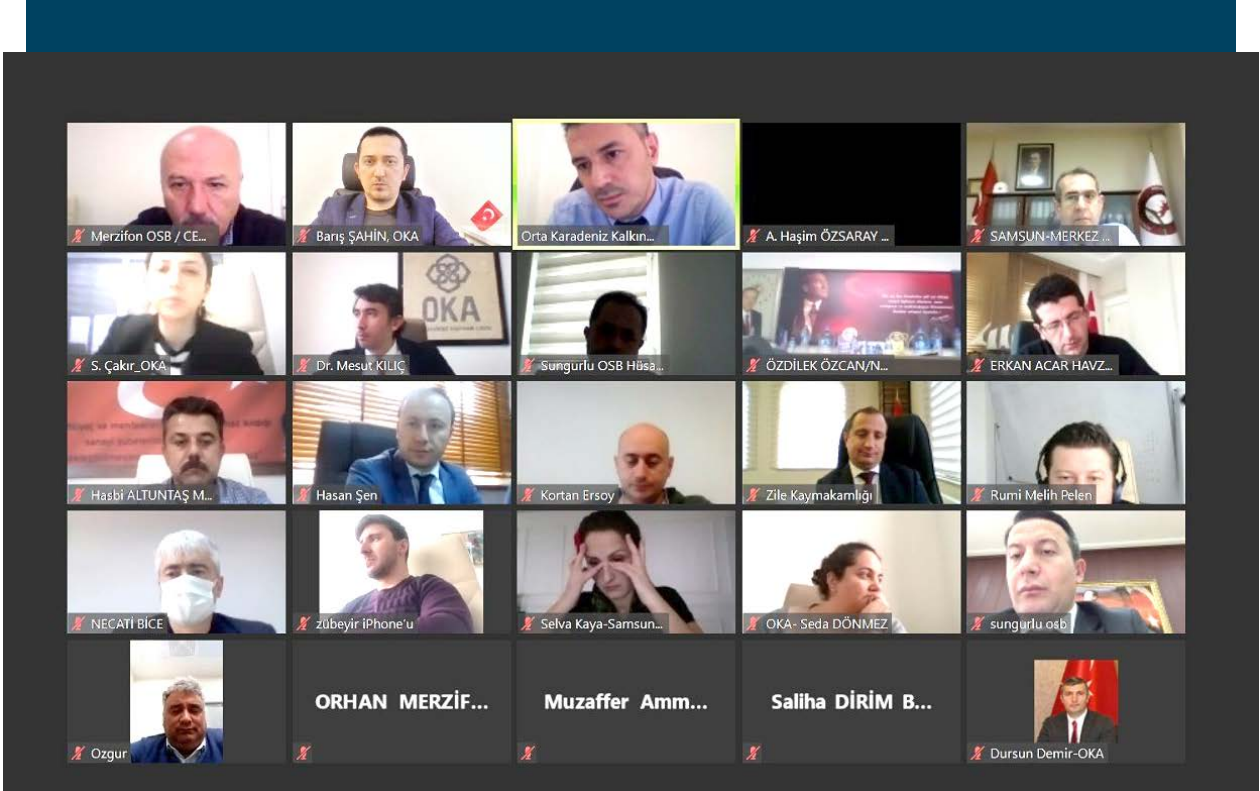 Merzifon OSB / CE...
Barış ŞAHİN, OKA
Orta Karadeniz Kalkın...
A. Haşim ÖZSARAY ...
SAMSUN-MERKEZ ...
S. Çakır_OKA
OKA
Dr. Mesut KILIÇ
Sungurlu OSB Hüsa...
ÖZDİLEK ÖZCAN/N...
ERKAN ACAR HAVZ...
Hasbi ALTUNTAŞ M...
Hasan Şen
Kortan Ersoy
Zile Kaymakamlığı
Rumi Melih Pelen
NECATİ BİCE
zübeyir iPhone'u
Selva Kaya-Samsun...
OKA- Seda DÖNMEZ
sungurlu osb
Ozgur
ORHAN MERZİF...
Muzaffer Amm...
Saliha DİRİM B...
Dursun Demir-OKA